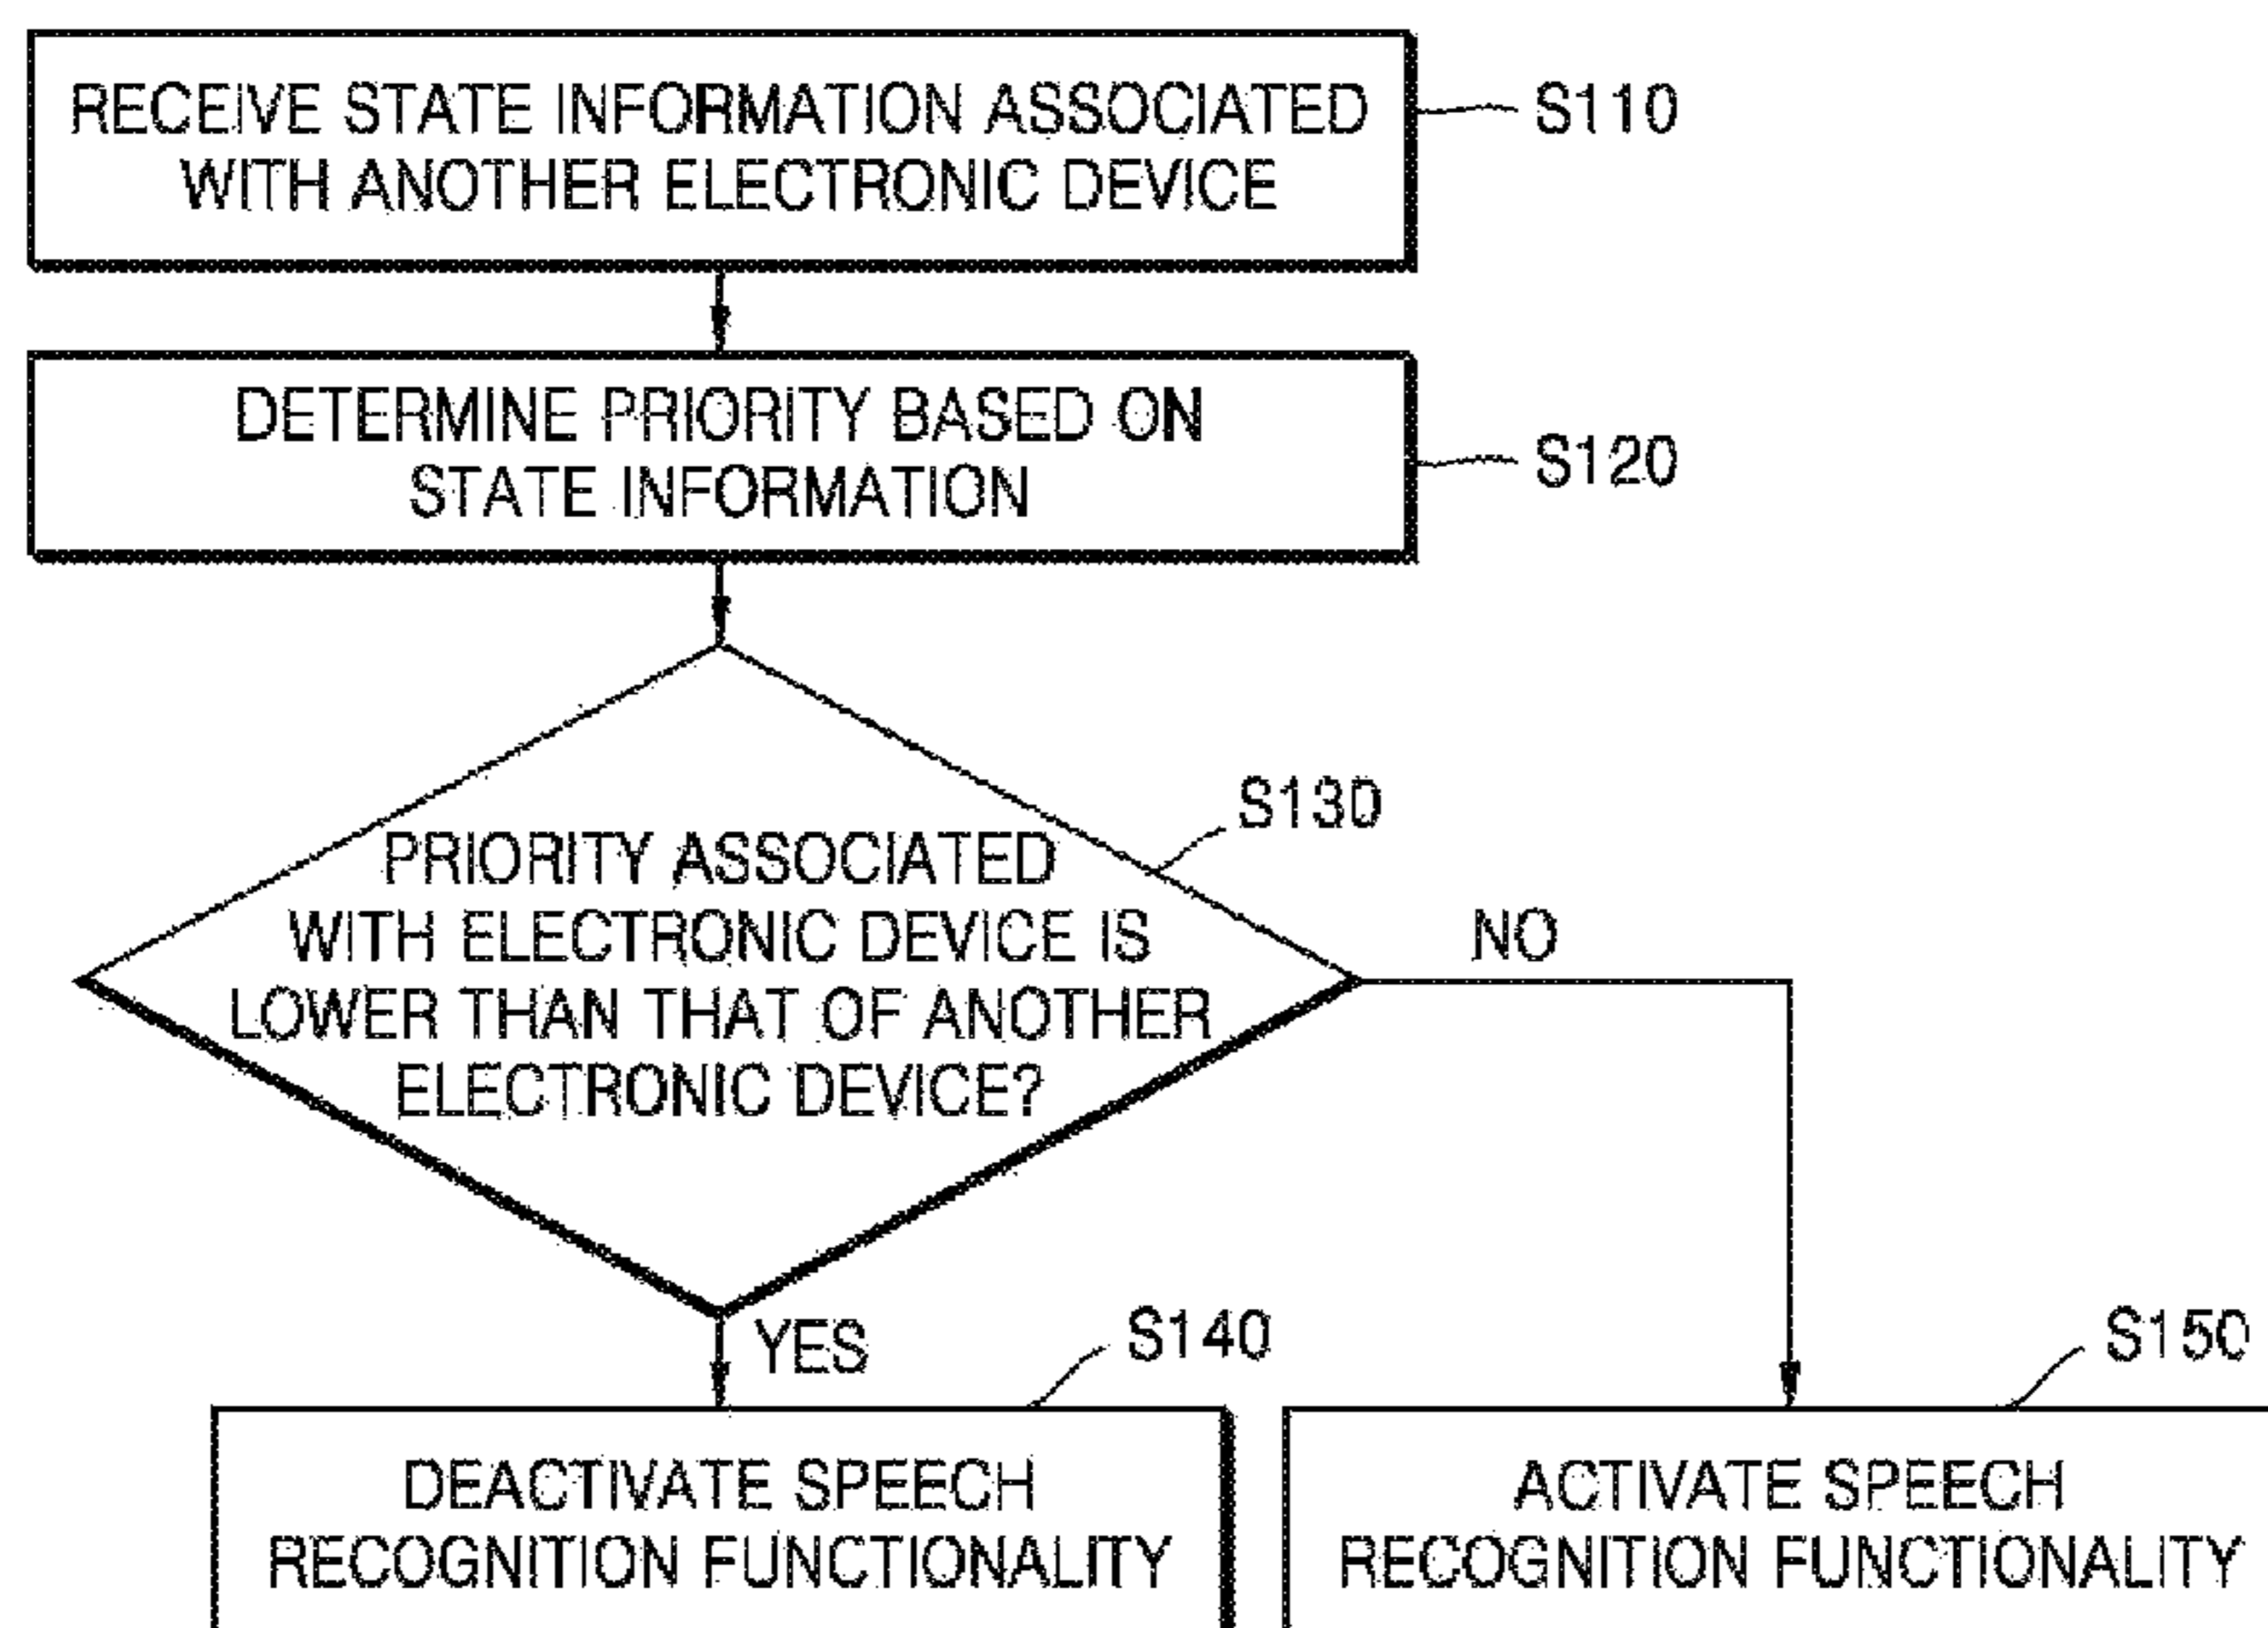 RECEIVE STATE INFORMATION ASSOCIATED
WITH ANOTHER ELECTRONIC DEVICE
S110
DETERMINE PRIORITY BASED ON
STATE INFORMATION
S120
S130
PRIORITY ASSOCIATED
WITH ELECTRONIC DEVICE IS
LOWER THAN THAT OF ANOTHER
ELECTRONIC DEVICE?
NO
YES
S140
S150
DEACTIVATE SPEECH
RECOGNITION FUNCTIONALITY
ACTIVATE SPEECH
RECOGNITION FUNCTIONALITY